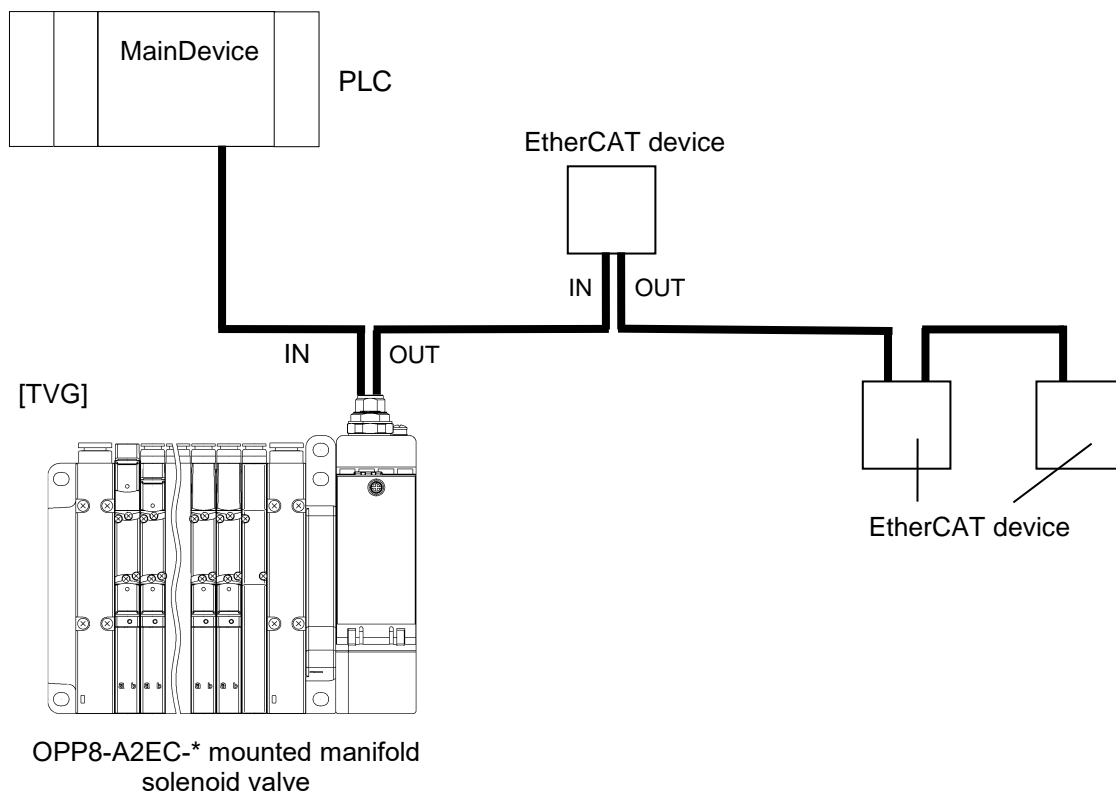 MainDevice
PLC
EtherCAT device
IN OUT
IN OUT
[TVG]
EtherCAT device
a b a b a b a b
OPP8-A2EC-* mounted manifold
solenoid valve